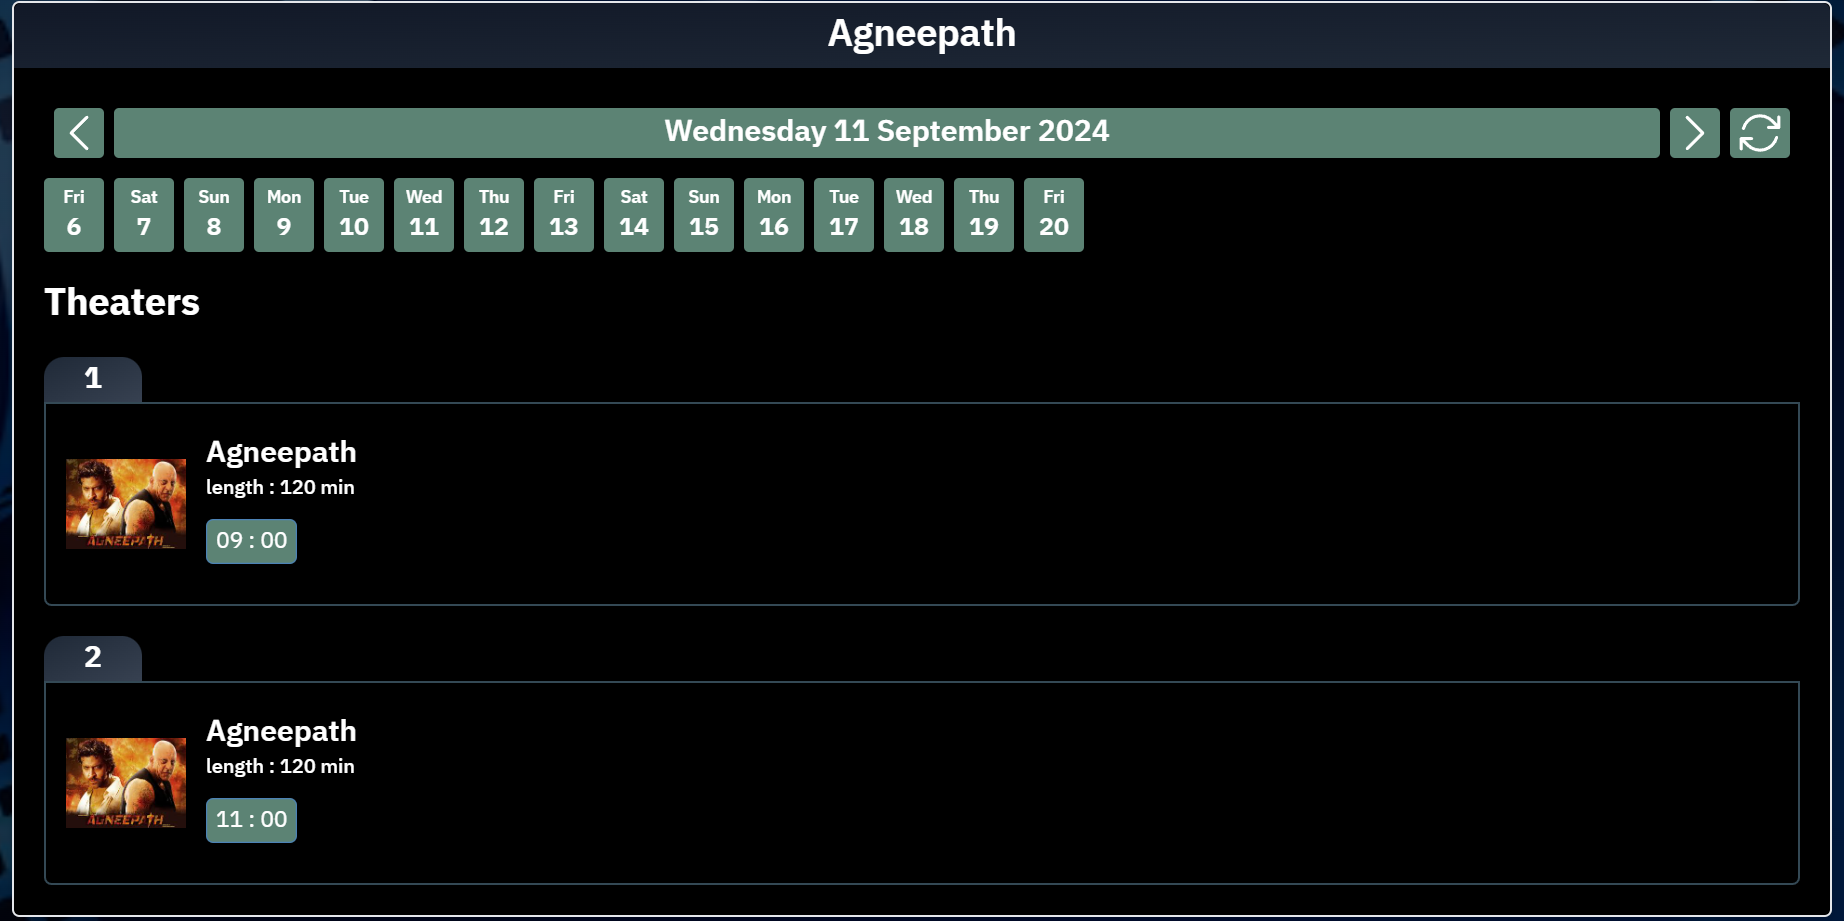 Agneepath
Wednesday 11 September 2024
Fri Sat Sun Mon Tue Wed Thu Fri Sat Sun Mon Tue Wed Thu Fri
6 7 8 9 10 11 12 13 14 15 16 17 18 19 20
Theaters
1
Agneepath
length : 120 min
AGNEEPATH
09 : 00
2
Agneepath
length : 120 min
AGNEEPATH
11 : 00